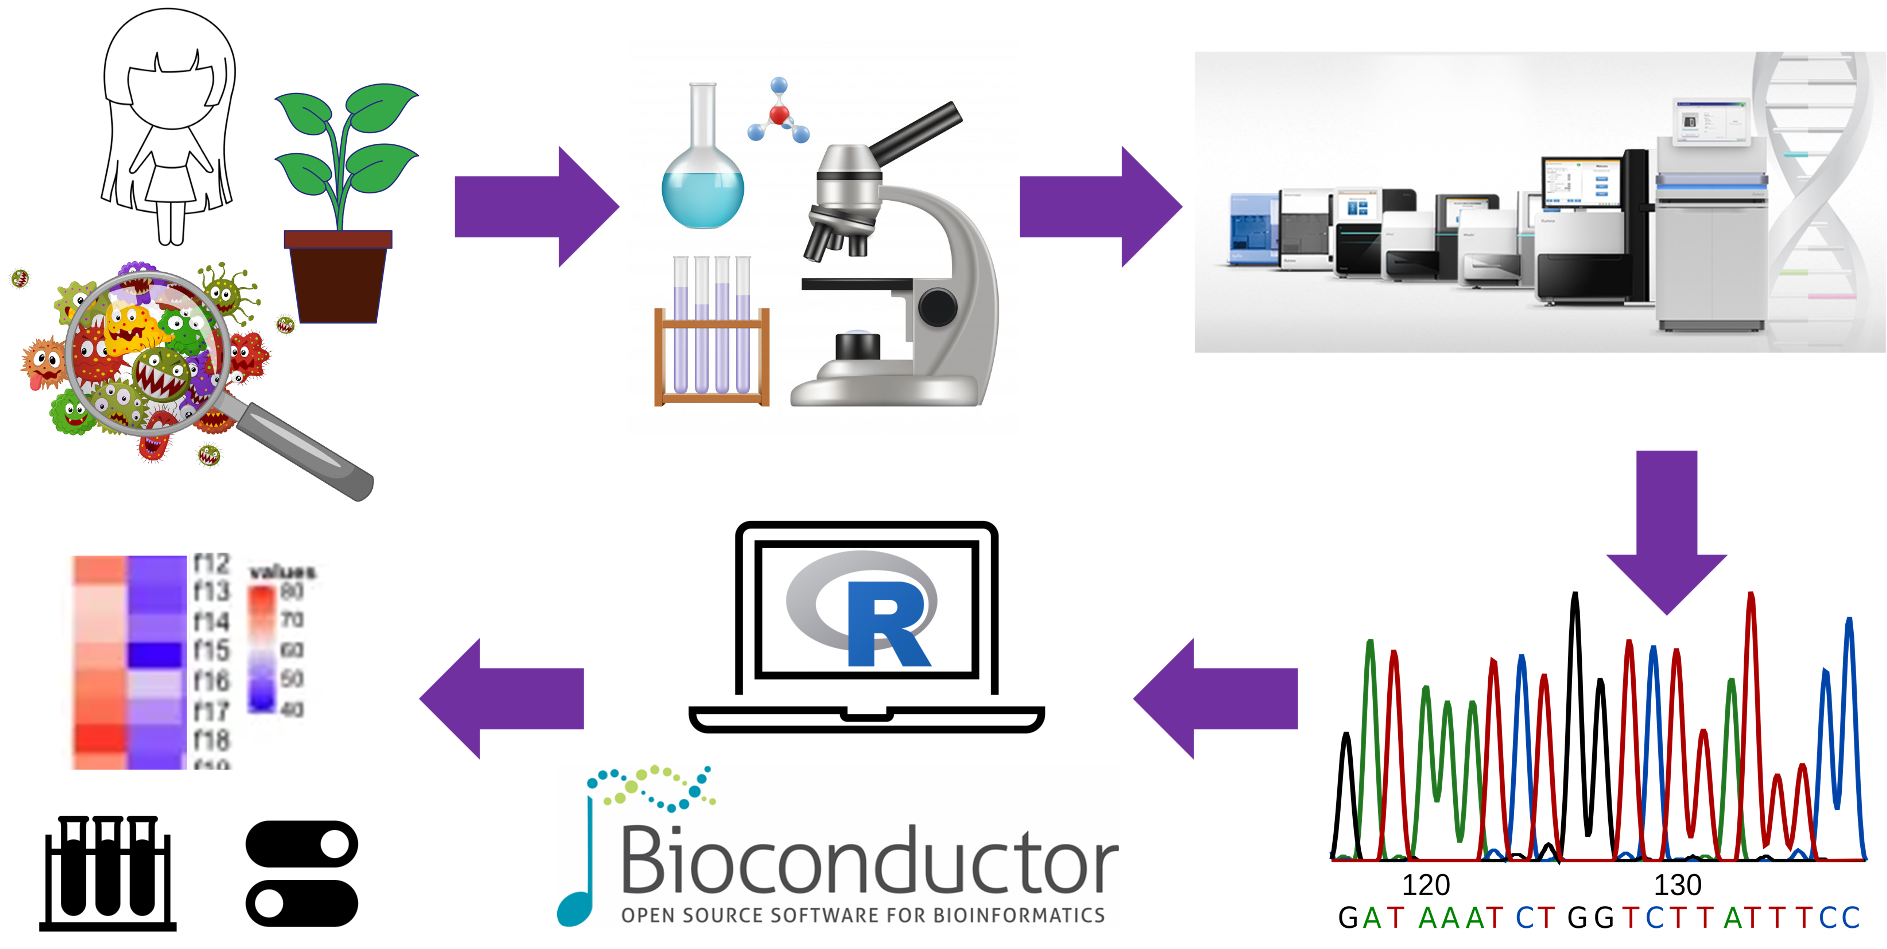 f12
values
f13
80
f14
70
f15
60
f16
50
f17
40
f18
R
Bioconductor
OPEN SOURCE SOFTWARE FOR BIOINFORMATICS
120 130
GAT AAAT CT GGTCTTATTTCC